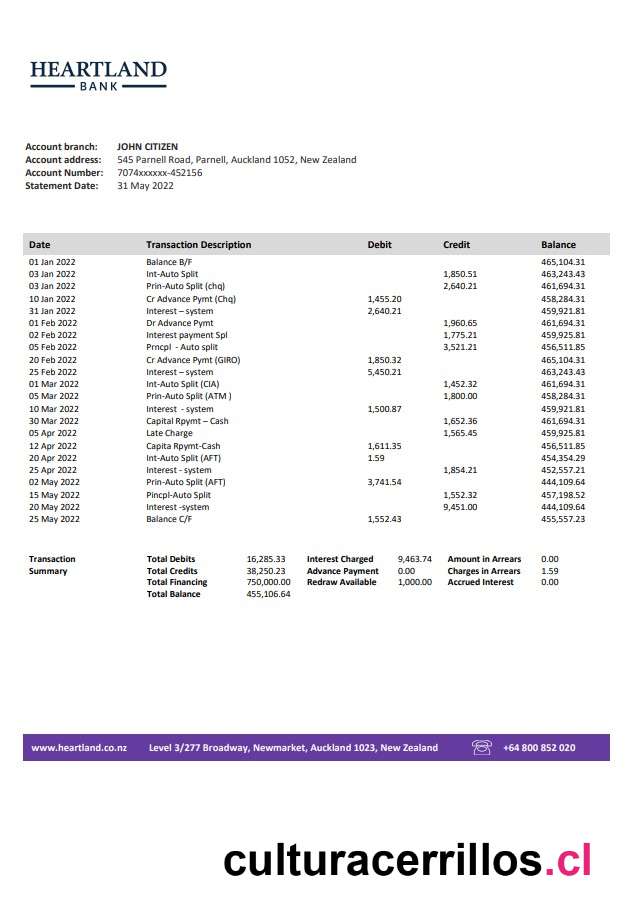 HEARTLAND
BANK
Account branch: JOHN CITIZEN
Account address: 545 Parnell Road, Parnell, Auckland 1052, New Zealand
Account Number: 7074xxxxxx-452156
Statement Date: 31 May 2022
Date Transaction Description Debit Credit Balance
01 Jan 2022 Balance B/F 465,104.31
03 Jan 2022 Int-Auto Split 1,850.51 463,243.43
03 Jan 2022 Prin-Auto Split (chq) 2,640.21 461,694.31
10 Jan 2022 Cr Advance Pymt (Chq) 1,455.20 458,284.31
31 Jan 2022 Interest – system 2,640.21 459,921.81
01 Feb 2022 Dr Advance Pymt 1,960.65 461,694.31
02 Feb 2022 Interest payment Spl 1,775.21 459,925.81
05 Feb 2022 Prncpl - Auto split 3,521.21 456,511.85
20 Feb 2022 Cr Advance Pymt (GIRO) 1,850.32 465,104.31
25 Feb 2022 Interest – system 5,450.21 463,243.43
01 Mar 2022 Int-Auto Split (CIA) 1,452.32 461,694.31
05 Mar 2022 Prin-Auto Split (ATM ) 1,800.00 458,284.31
10 Mar 2022 Interest - system 1,500.87 459,921.81
30 Mar 2022 Capital Rpymt – Cash 1,652.36 461,694.31
05 Apr 2022 Late Charge 1,565.45 459,925.81
12 Apr 2022 Capita Rpymt-Cash 1,611.35 456,511.85
20 Apr 2022 Int-Auto Split (AFT) 1.59 454,354.29
25 Apr 2022 Interest - system 1,854.21 452,557.21
02 May 2022 Prin-Auto Split (AFT) 3,741.54 444,109.64
15 May 2022 Pincpl-Auto Split 1,552.32 457,198.52
20 May 2022 Interest -system 9,451.00 444,109.64
25 May 2022 Balance C/F 1,552.43 455,557.23
Transaction Total Debits 16,285.33 Interest Charged 9,463.74 Amount in Arrears 0.00
Summary Total Credits 38,250.23 Advance Payment 0.00 Charges in Arrears 1.59
Total Financing 750,000.00 Redraw Available 1,000.00 Accrued Interest 0.00
Total Balance 455,106.64
www.heartland.co.nz Level 3/277 Broadway, Newmarket, Auckland 1023, New Zealand +64 800 852 020
culturacerrillos.cl